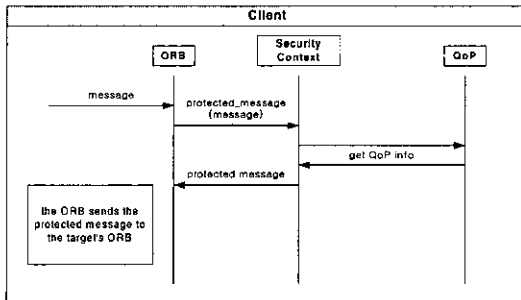 Client
ORB
Security
Context
QoP
message
protected_message
(message)
get QoP info
protected message
the ORB sends the
protected message to
the target's ORB